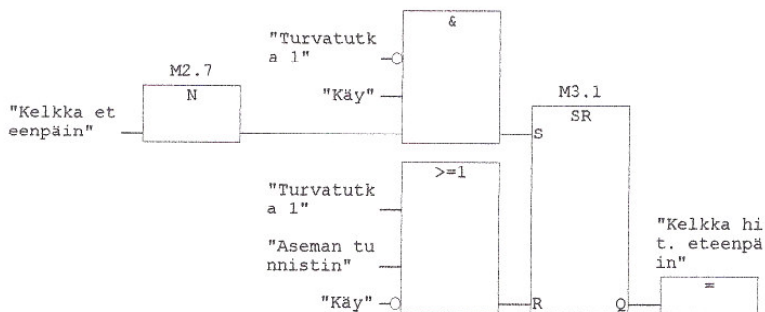 &
"Turvatutk
a 1"
M2.7
N
"Käy"
M3.1
SR
"Kelkka et
eenpäin"
S
>=1
"Turvatutk
a 1"
"Kelkka hi
t. eteenpä
in"
"Aseman tu
nnistin"
=
"Käy"
R
Q